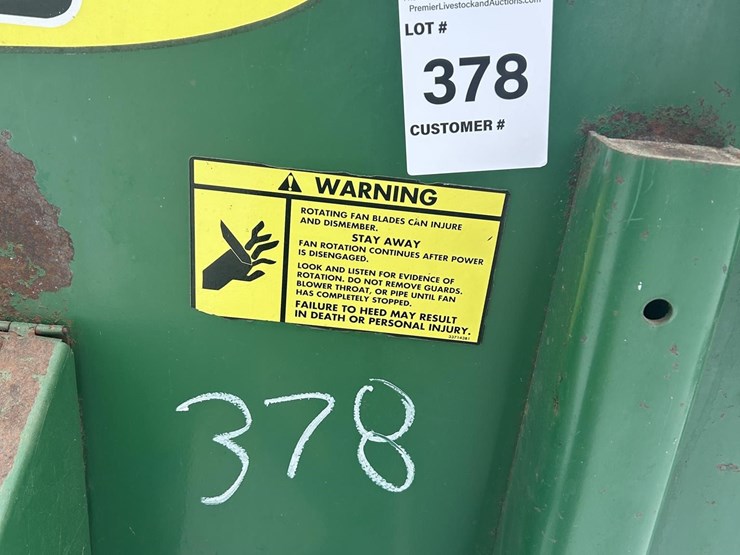 PremierLivestockandAuctions.com
LOT #
378
CUSTOMER #
WARNING
ROTATING FAN BLADES CAN INJURE
AND DISMEMBER.
STAY AWAY
FAN ROTATION CONTINUES AFTER POWER
IS DISENGAGED.
LOOK AND LISTEN FOR EVIDENCE OF
ROTATION. DO NOT REMOVE GUARDS,
BLOWER THROAT, OR PIPE UNTIL FAN
HAS COMPLETELY STOPPED.
FAILURE TO HEED MAY RESULT
IN DEATH OR PERSONAL INJURY.
378